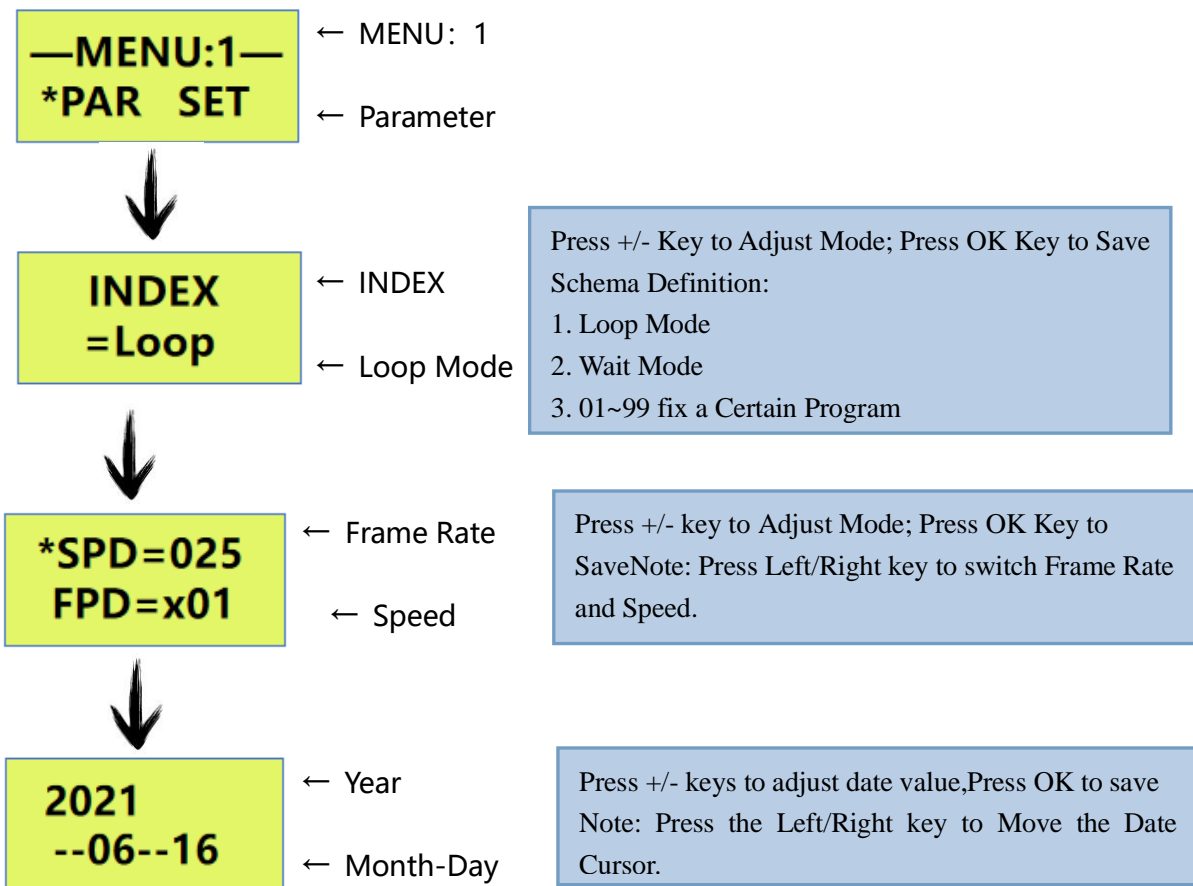 —MENU:1—
*PAR SET
← MENU：1
← Parameter
INDEX
=Loop
← INDEX
← Loop Mode
Press +/- Key to Adjust Mode; Press OK Key to Save
Schema Definition:
1. Loop Mode
2. Wait Mode
3. 01~99 fix a Certain Program
*SPD=025
FPD=x01
← Frame Rate
← Speed
Press +/- key to Adjust Mode; Press OK Key to
SaveNote: Press Left/Right key to switch Frame Rate
and Speed.
2021
--06--16
← Year
← Month-Day
Press +/- keys to adjust date value,Press OK to save
Note: Press the Left/Right key to Move the Date
Cursor.